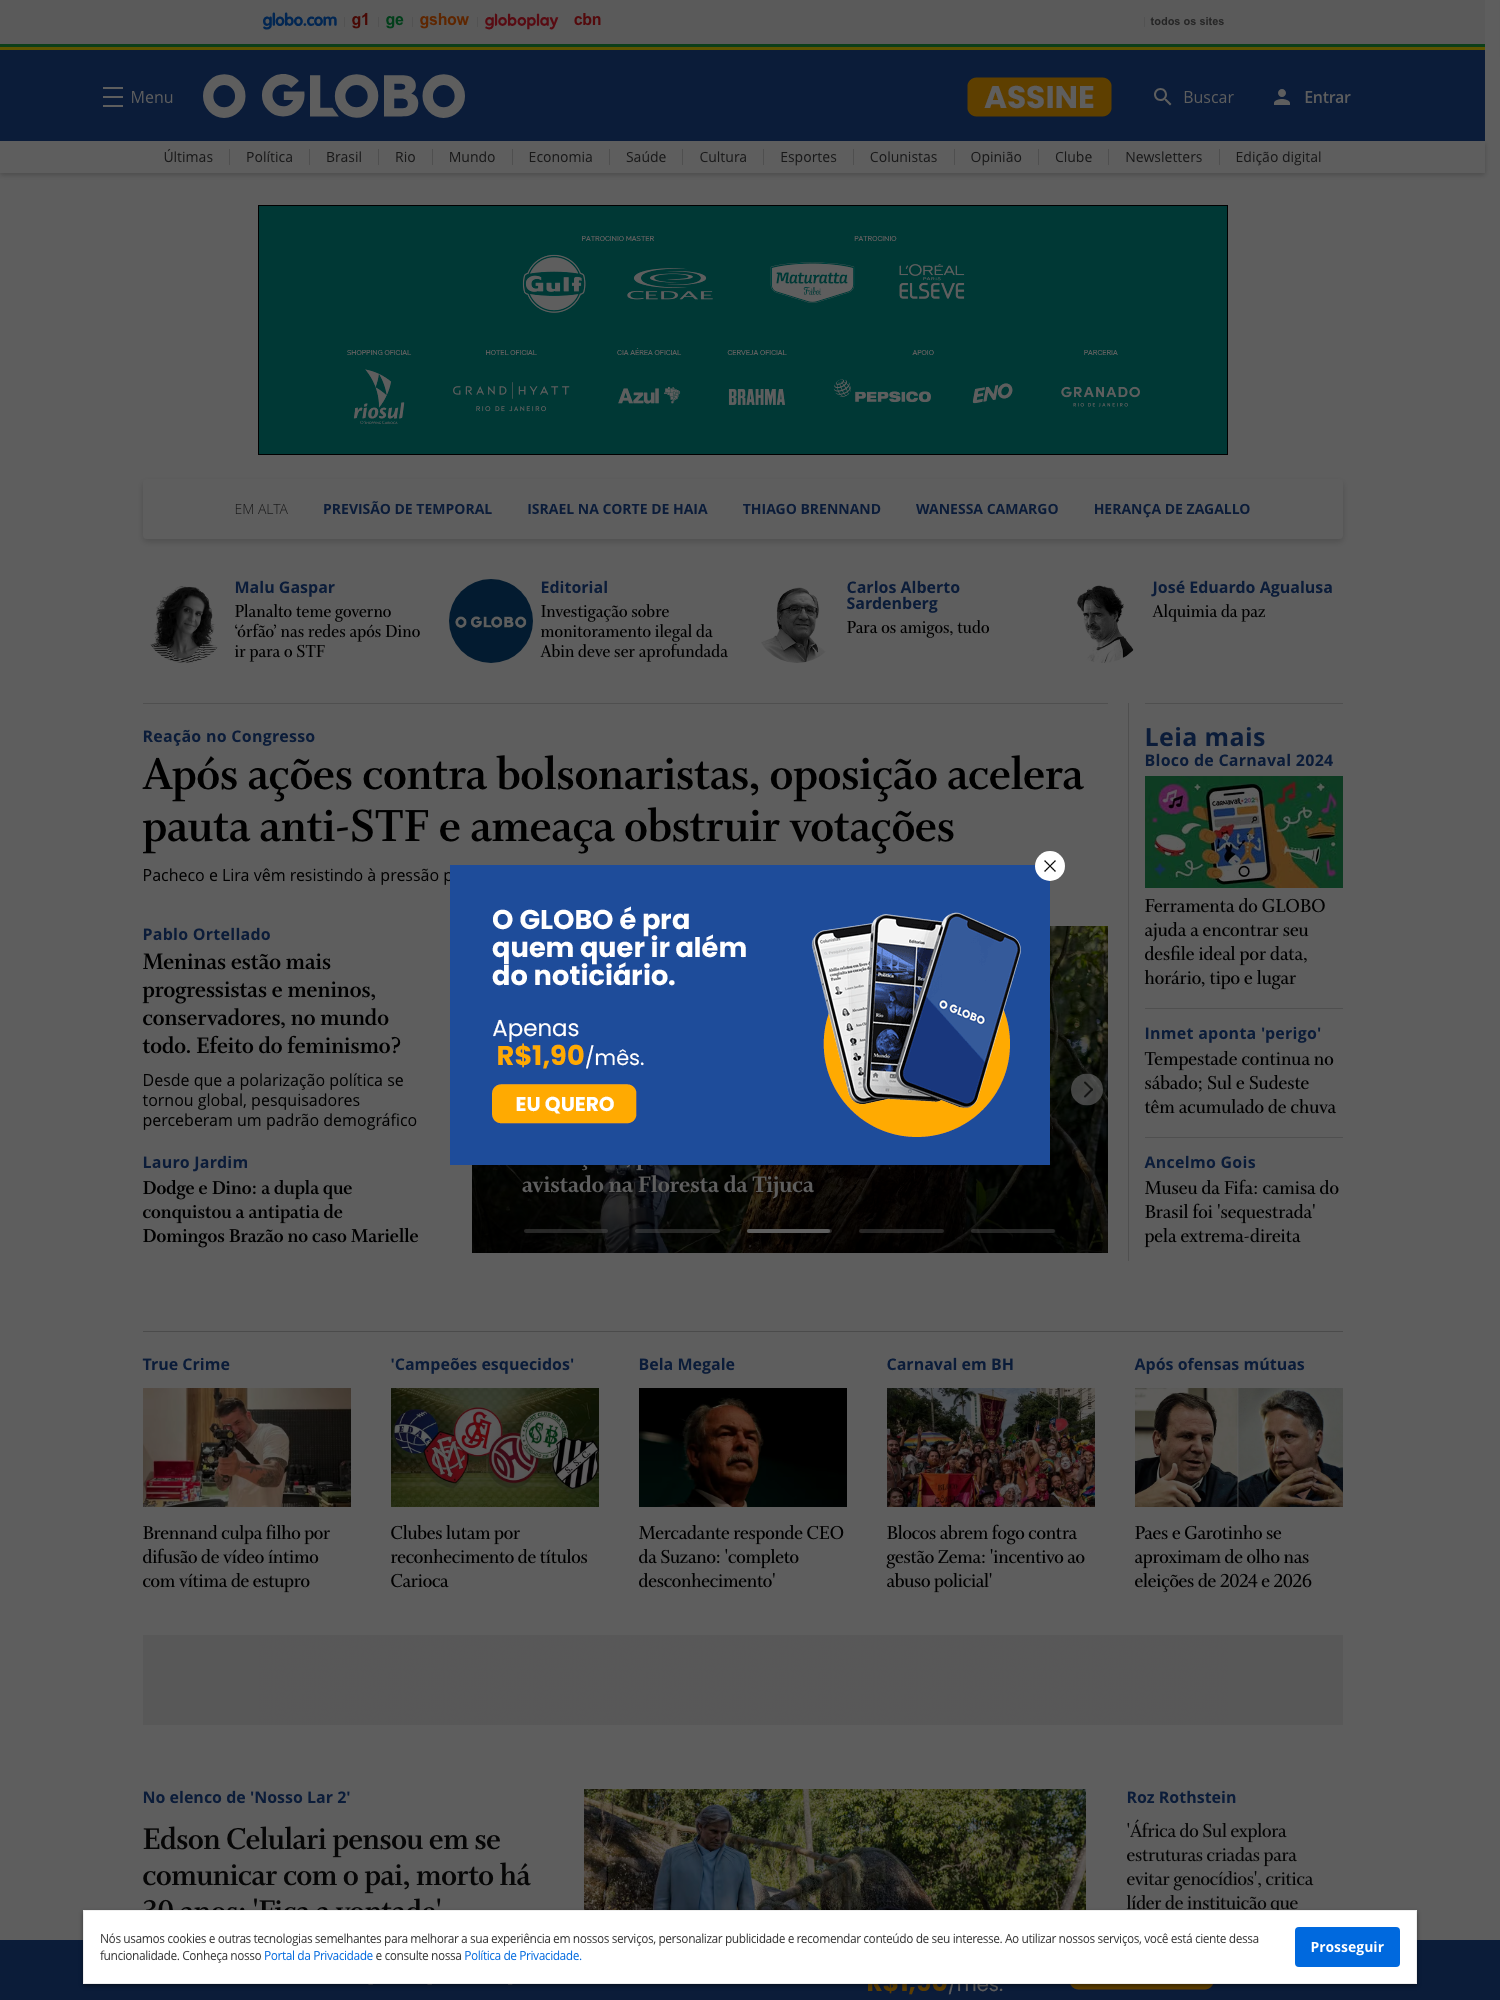 globo.com g1 ge gshow globoplay cbn todos os sites
Menu O GLOBO ASSINE Buscar Entrar
Últimas Política Brasil Rio Mundo Economia Saúde Cultura Esportes Colunistas Opinião Clube Newsletters Edição digital
PATROCINIO MASTER PATROCINIO
Gulf CEDAE Maturatta Friboi L'ORÉAL
PARIS
ELSEVE
SHOPPING OFICIAL HOTEL OFICIAL CIA AÉREA OFICIAL CERVEJA OFICIAL APOIO PARCERIA
riosul GRAND HYATT Azul BRAHMA PEPSICO ENO GRANADO
RIO DE JANEIRO RIO DE JANEIRO
EM ALTA PREVISÃO DE TEMPORAL ISRAEL NA CORTE DE HAIA THIAGO BRENNAND WANESSA CAMARGO HERANÇA DE ZAGALLO
Malu Gaspar
Planalto teme governo
‘órfão’ nas redes após Dino
ir para o STF
O GLOBO
Editorial
Investigação sobre
monitoramento ilegal da
Abin deve ser aprofundada
Carlos Alberto
Sardenberg
Para os amigos, tudo
José Eduardo Agualusa
Alquimia da paz
Reação no Congresso
Após ações contra bolsonaristas, oposição acelera
pauta anti-STF e ameaça obstruir votações
Pacheco e Lira vêm resistindo à pressão
Pablo Ortellado
Meninas estão mais
progressistas e meninos,
conservadores, no mundo
todo. Efeito do feminismo?
Desde que a polarização política se
tornou global, pesquisadores
perceberam um padrão demográfico
Lauro Jardim
Dodge e Dino: a dupla que
conquistou a antipatia de
Domingos Brazão no caso Marielle
O GLOBO é pra
quem quer ir além
do noticiário.
Apenas
R$1,90/mês.
EU QUERO
Editorias
Política
Rio
Mundo
O GLOBO
avistado na Floresta da Tijuca
Leia mais
Bloco de Carnaval 2024
Ferramenta do GLOBO
ajuda a encontrar seu
desfile ideal por data,
horário, tipo e lugar
Inmet aponta 'perigo'
Tempestade continua no
sábado; Sul e Sudeste
têm acumulado de chuva
Ancelmo Gois
Museu da Fifa: camisa do
Brasil foi 'sequestrada'
pela extrema-direita
True Crime
Brennand culpa filho por
difusão de vídeo íntimo
com vítima de estupro
'Campeões esquecidos'
Clubes lutam por
reconhecimento de títulos
Carioca
Bela Megale
Mercadante responde CEO
da Suzano: 'completo
desconhecimento'
Carnaval em BH
Blocos abrem fogo contra
gestão Zema: 'incentivo ao
abuso policial'
Após ofensas mútuas
Paes e Garotinho se
aproximam de olho nas
eleições de 2024 e 2026
No elenco de 'Nosso Lar 2'
Edson Celulari pensou em se
comunicar com o pai, morto há
30 anos: 'Fica a vontade'
Roz Rothstein
'África do Sul explora
estruturas criadas para
evitar genocídios', critica
líder de instituição que
Nós usamos cookies e outras tecnologias semelhantes para melhorar a sua experiência em nossos serviços, personalizar publicidade e recomendar conteúdo de seu interesse. Ao utilizar nossos serviços, você está ciente dessa
funcionalidade. Conheça nosso Portal da Privacidade e consulte nossa Política de Privacidade.
Prosseguir
R$1,90/mês.